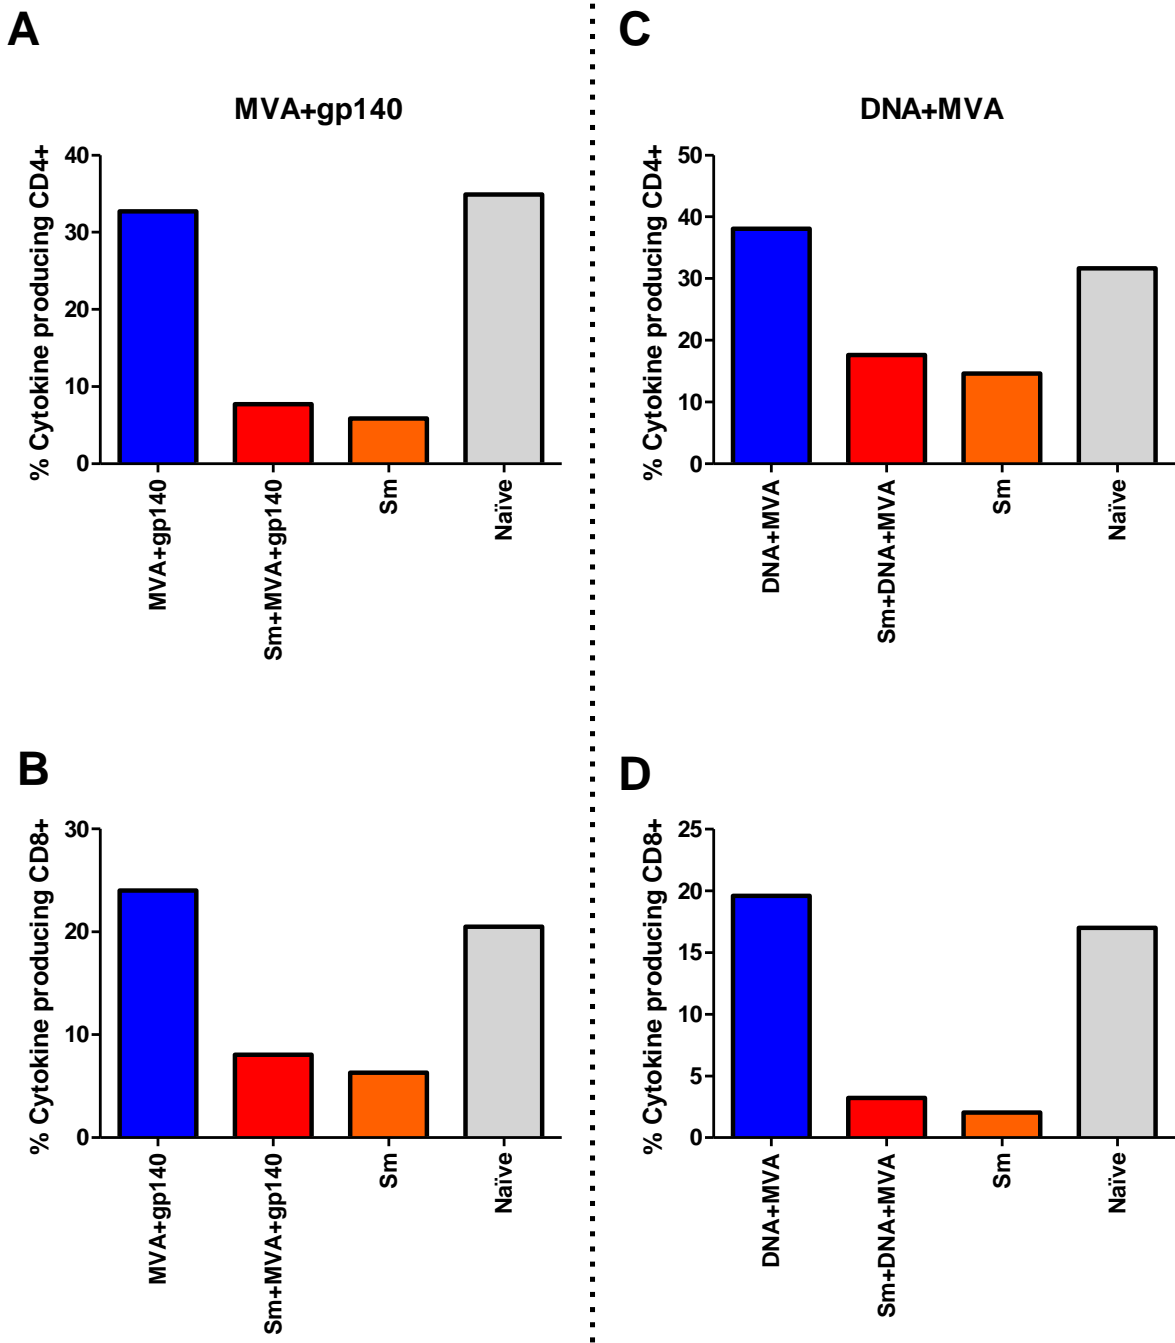 A
MVA+gp140
% Cytokine producing CD4+
40
30
20
10
0
MVA+gp140
Sm+MVA+gp140
Sm
Naïve
B
% Cytokine producing CD8+
30
20
10
0
MVA+gp140
Sm+MVA+gp140
Sm
Naïve
C
DNA+MVA
% Cytokine producing CD4+
50
40
30
20
10
0
DNA+MVA
Sm+DNA+MVA
Sm
Naïve
D
% Cytokine producing CD8+
25
20
15
10
5
0
DNA+MVA
Sm+DNA+MVA
Sm
Naïve